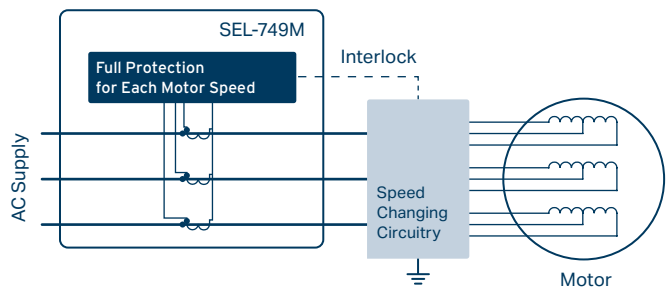 SEL-749M
Full Protection
for Each Motor Speed
Interlock
AC Supply
Speed
Changing
Circuitry
Motor